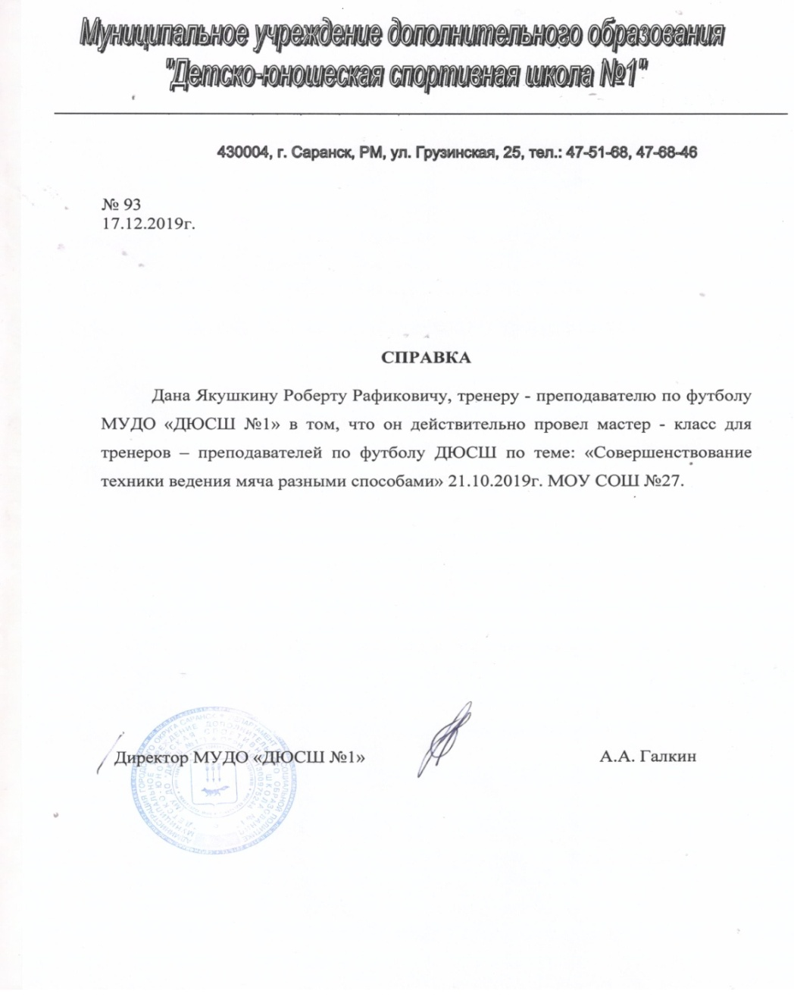 Муниципальное учреждение дополнительного образования
"Детско-юношеская спортивная школа №1"
430004, г. Саранск, РМ, ул. Грузинская, 25, тел.: 47-51-68, 47-68-46
№ 93
17.12.2019г.
СПРАВКА
Дана Якушкину Роберту Рафиковичу, тренеру - преподавателю по футболу
МУДО «ДЮСШ №1» в том, что он действительно провел мастер - класс для
тренеров – преподавателей по футболу ДЮСШ по теме: «Совершенствование
техники ведения мяча разными способами» 21.10.2019г. МОУ СОШ №27.
Директор МУДО «ДЮСШ №1» А.А. Галкин